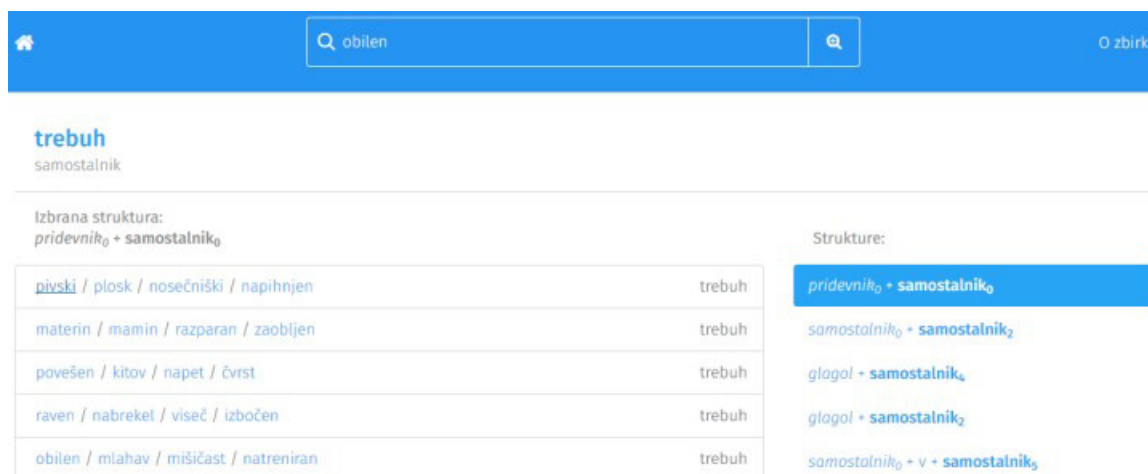 obilen
O zbirk
trebuh
samostalnik
Izbrana struktura:
pridevnik₀ + samostalnik₀
Strukture:
pivski / plosk / nosečniški / napihnjen trebuh
materin / mamin / razparan / zaobljen trebuh
povešen / kitov / napet / čvrst trebuh
raven / nabrekel / viseč / izbočen trebuh
obilen / mlahav / mišičast / natreniran trebuh
pridevnik₀ + samostalnik₀
samostalnik₀ + samostalnik₂
glagol + samostalnik₄
glagol + samostalnik₂
samostalnik₀ + v + samostalnik₅